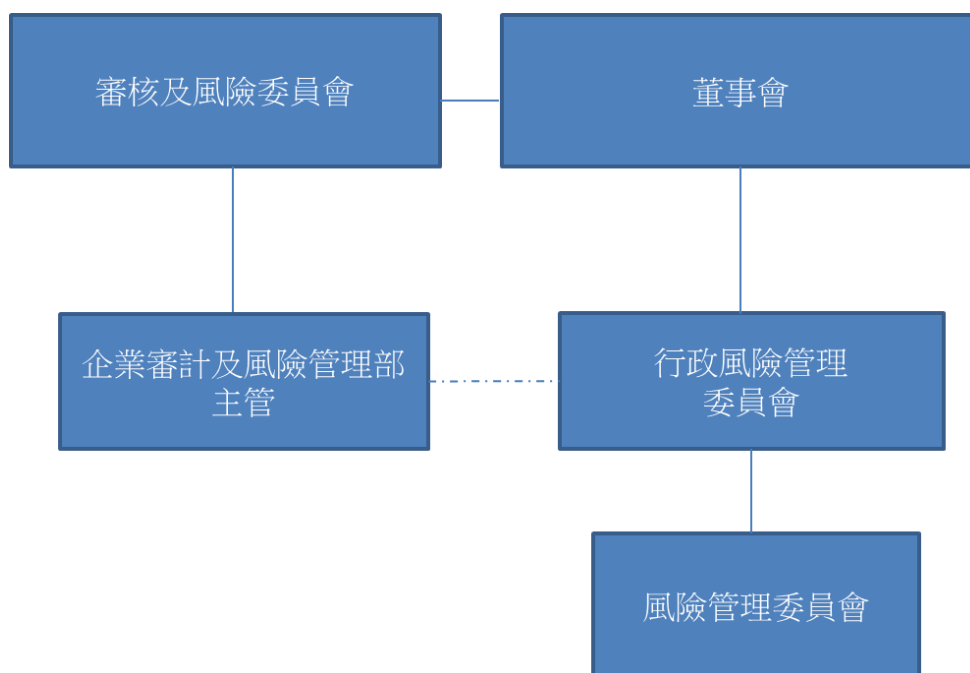 審核及風險委員會
董事會
企業審計及風險管理部
主管
行政風險管理
委員會
風險管理委員會